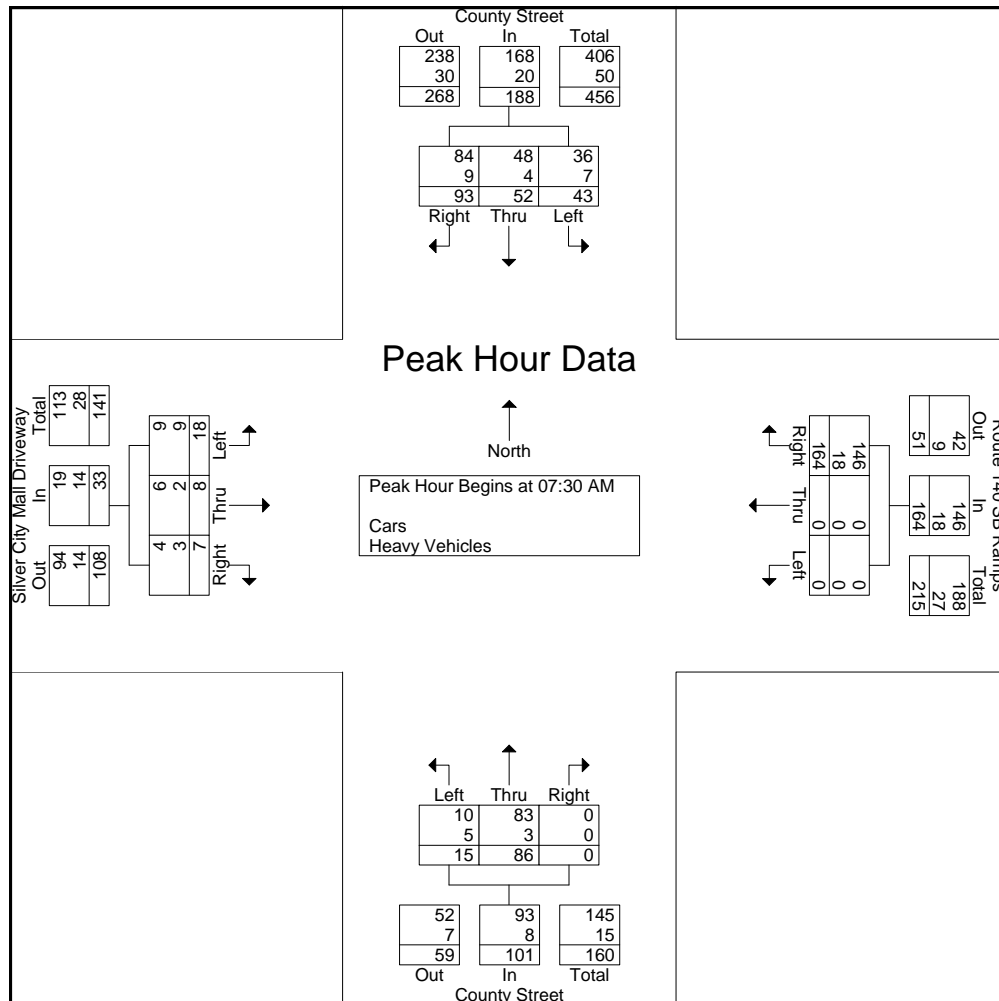 County Street
Out In Total
238 168 406
30 20 50
268 188 456
84 48 36
9 4 7
93 52 43
Right Thru Left
Peak Hour Data
North
Peak Hour Begins at 07:30 AM
Cars
Heavy Vehicles
Silver City Mall Driveway
Out In Total
94 19 113
14 14 28
108 33 141
9 6 4
9 2 3
18 8 7
Left Thru Right
Route 140 SB Ramps
Out In Total
42 146 188
9 18 27
51 164 215
146 0 0
18 0 0
164 0 0
Right Thru Left
Left Thru Right
10 83 0
5 3 0
15 86 0
52 93 145
7 8 15
59 101 160
Out In Total
County Street